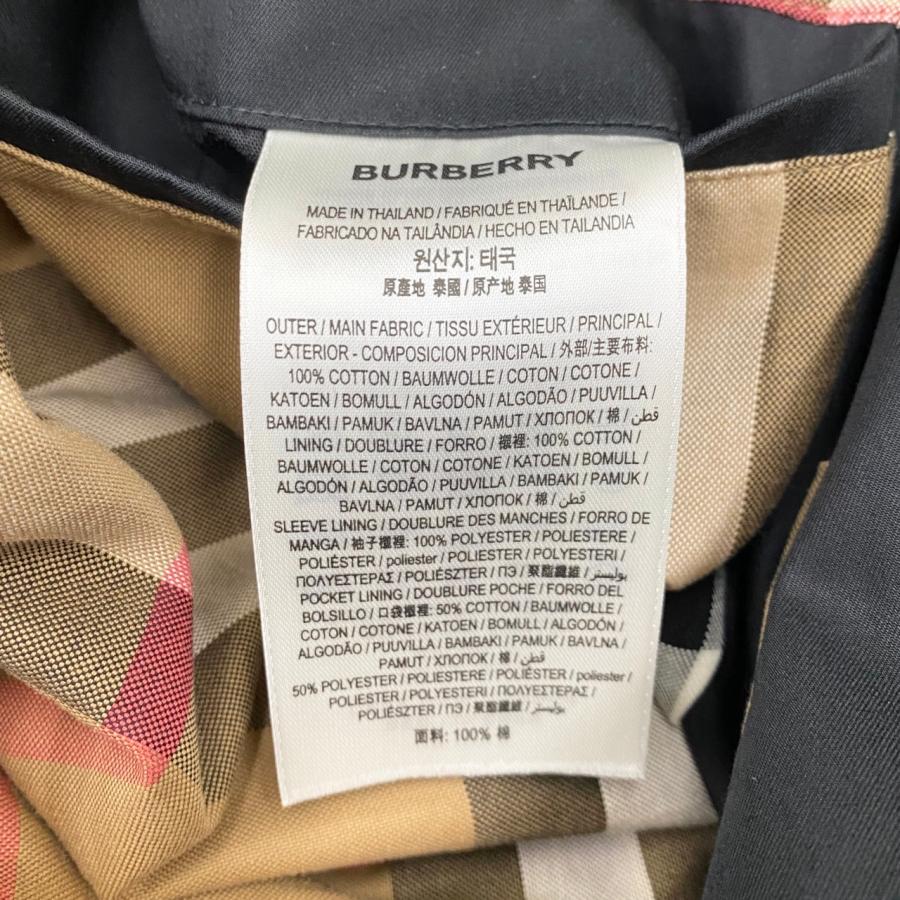 BURBERRY
MADE IN THAILAND / FABRIQUÉ EN THAÏLANDE /
FABRICADO NA TAILÂNDIA / HECHO EN TAILANDIA
원산지: 태국
原產地 泰國 / 原产地 泰国
OUTER / MAIN FABRIC / TISSU EXTÉRIEUR / PRINCIPAL /
EXTERIOR - COMPOSICION PRINCIPAL / 外部/主要布料:
100% COTTON / BAUMWOLLE / COTON / COTONE /
KATOEN / BOMULL / ALGODÓN / ALGODÃO / PUUVILLA /
BAMBAKI / PAMUK / BAVLNA / PAMUT / ХЛОПОК / 棉 / قطن
LINING / DOUBLURE / FORRO / 襯裡: 100% COTTON /
BAUMWOLLE / COTON / COTONE / KATOEN / BOMULL /
ALGODÓN / ALGODÃO / PUUVILLA / BAMBAKI / PAMUK /
BAVLNA / PAMUT / ХЛОПОК / 棉 / قطن
SLEEVE LINING / DOUBLURE DES MANCHES / FORRO DE
MANGA / 袖子襯裡: 100% POLYESTER / POLIESTERE /
POLIÉSTER / poliester / POLIESTER / POLYESTERI /
ΠΟΛΥΕΣΤΕΡΑΣ / POLIÉSZTER / ПЭ / 聚酯纖維 / بوليستر
POCKET LINING / DOUBLURE POCHE / FORRO DEL
BOLSILLO / 口袋襯裡: 50% COTTON / BAUMWOLLE /
COTON / COTONE / KATOEN / BOMULL / ALGODÓN /
ALGODÃO / PUUVILLA / BAMBAKI / PAMUK / BAVLNA /
PAMUT / ХЛОПОК / 棉 / قطن
50% POLYESTER / POLIESTERE / POLIÉSTER / poliester /
POLIESTER / POLYESTERI / ΠΟΛΥΕΣΤΕΡΑΣ /
POLIÉSZTER / ПЭ / 聚酯纖維 / بوليستر
面料: 100% 棉